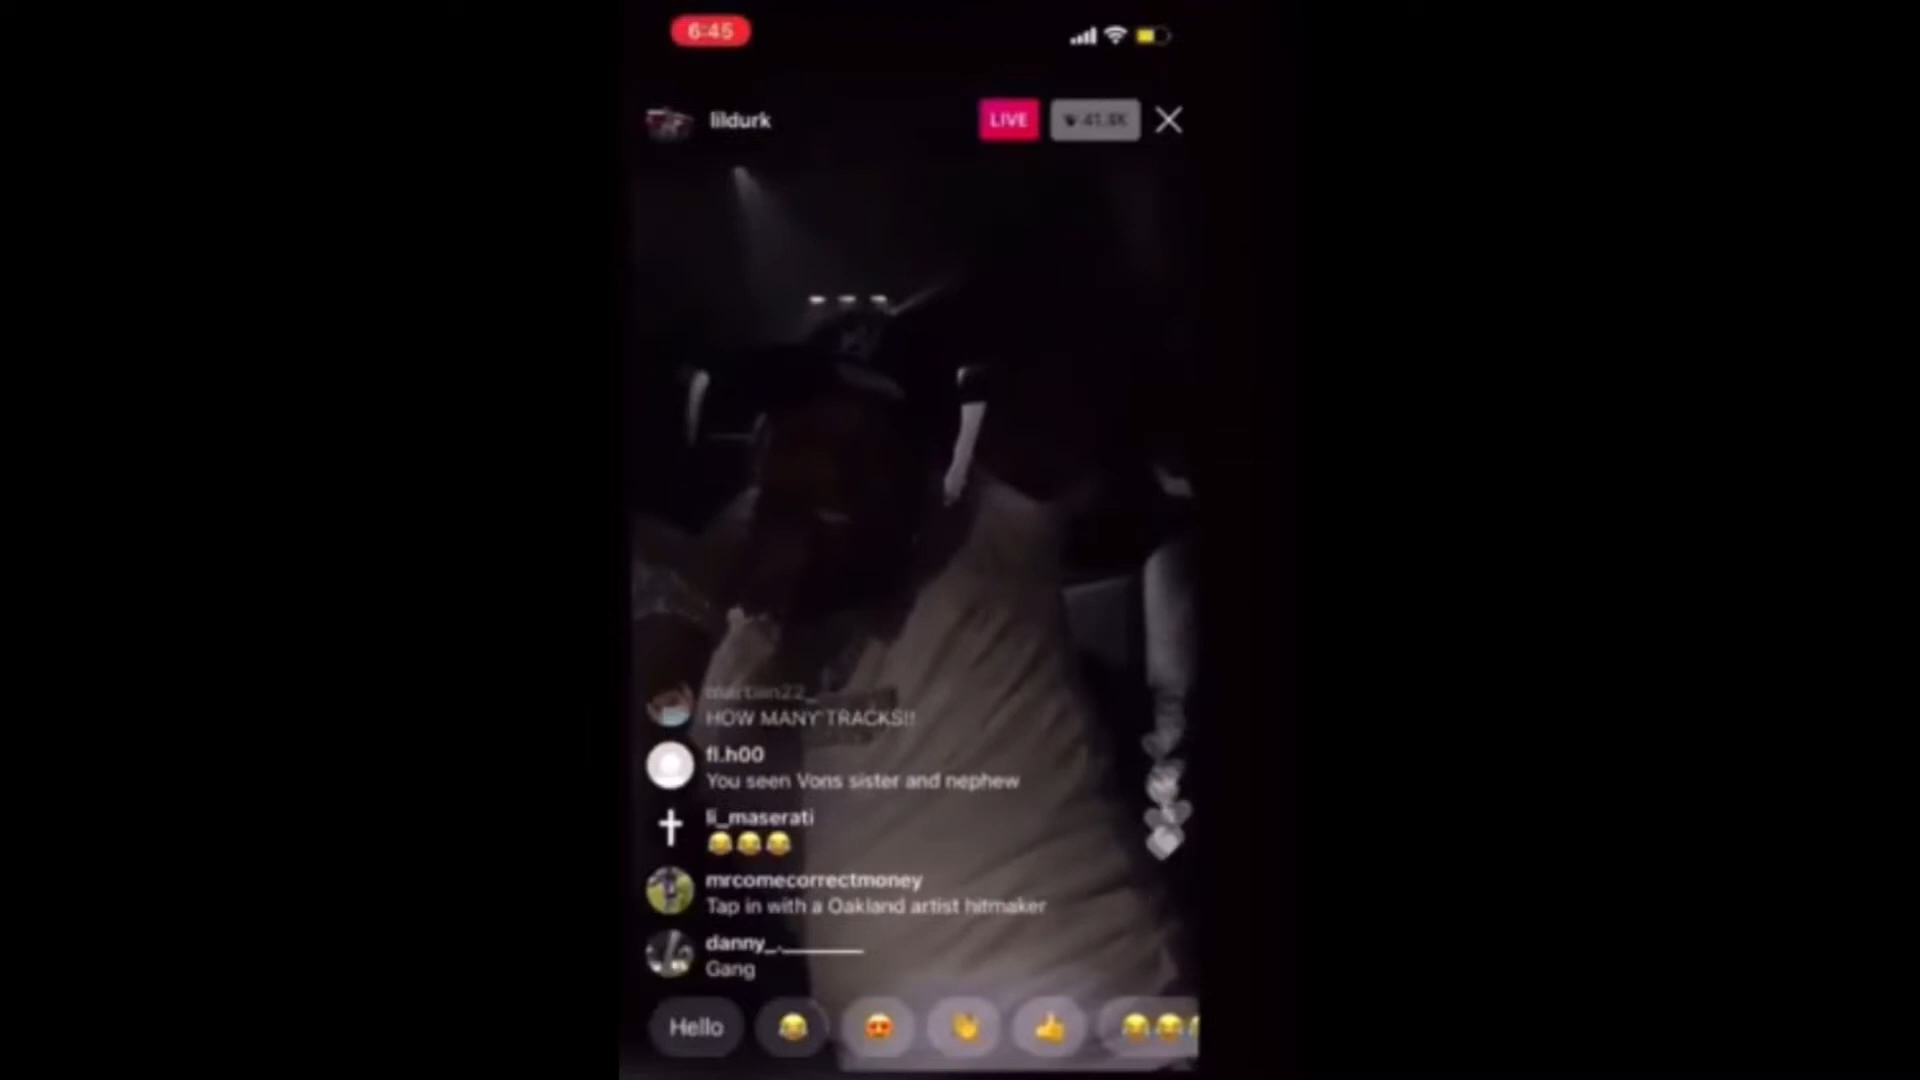 6:45
lildurk
LIVE
HOW MANY TRACKS!!
fl.h00
You seen Vons sister and nephew
li_maserati
😂😂😂
mrcomecorrectmoney
Tap in with a Oakland artist hitmaker
danny_._______
Gang
Hello 😂 😍 👏 👍 😂😂